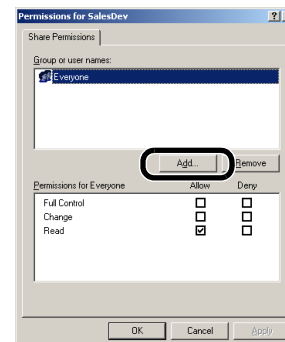 Permissions for SalesDev
Share Permissions
Group or user names:
Everyone
Add...
Remove
Permissions for Everyone Allow Deny
Full Control
Change
Read
OK Cancel Apply